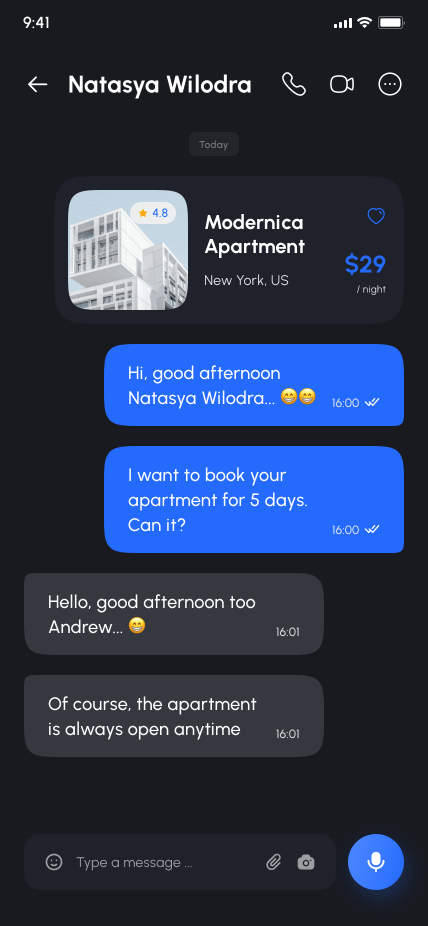 9:41
Natasya Wilodra
Today
4.8
Modernica
Apartment
New York, US
$29
/ night
Hi, good afternoon
Natasya Wilodra... 😁😁 16:00
I want to book your
apartment for 5 days.
Can it? 16:00
Hello, good afternoon too
Andrew... 😁 16:01
Of course, the apartment
is always open anytime 16:01
Type a message ...